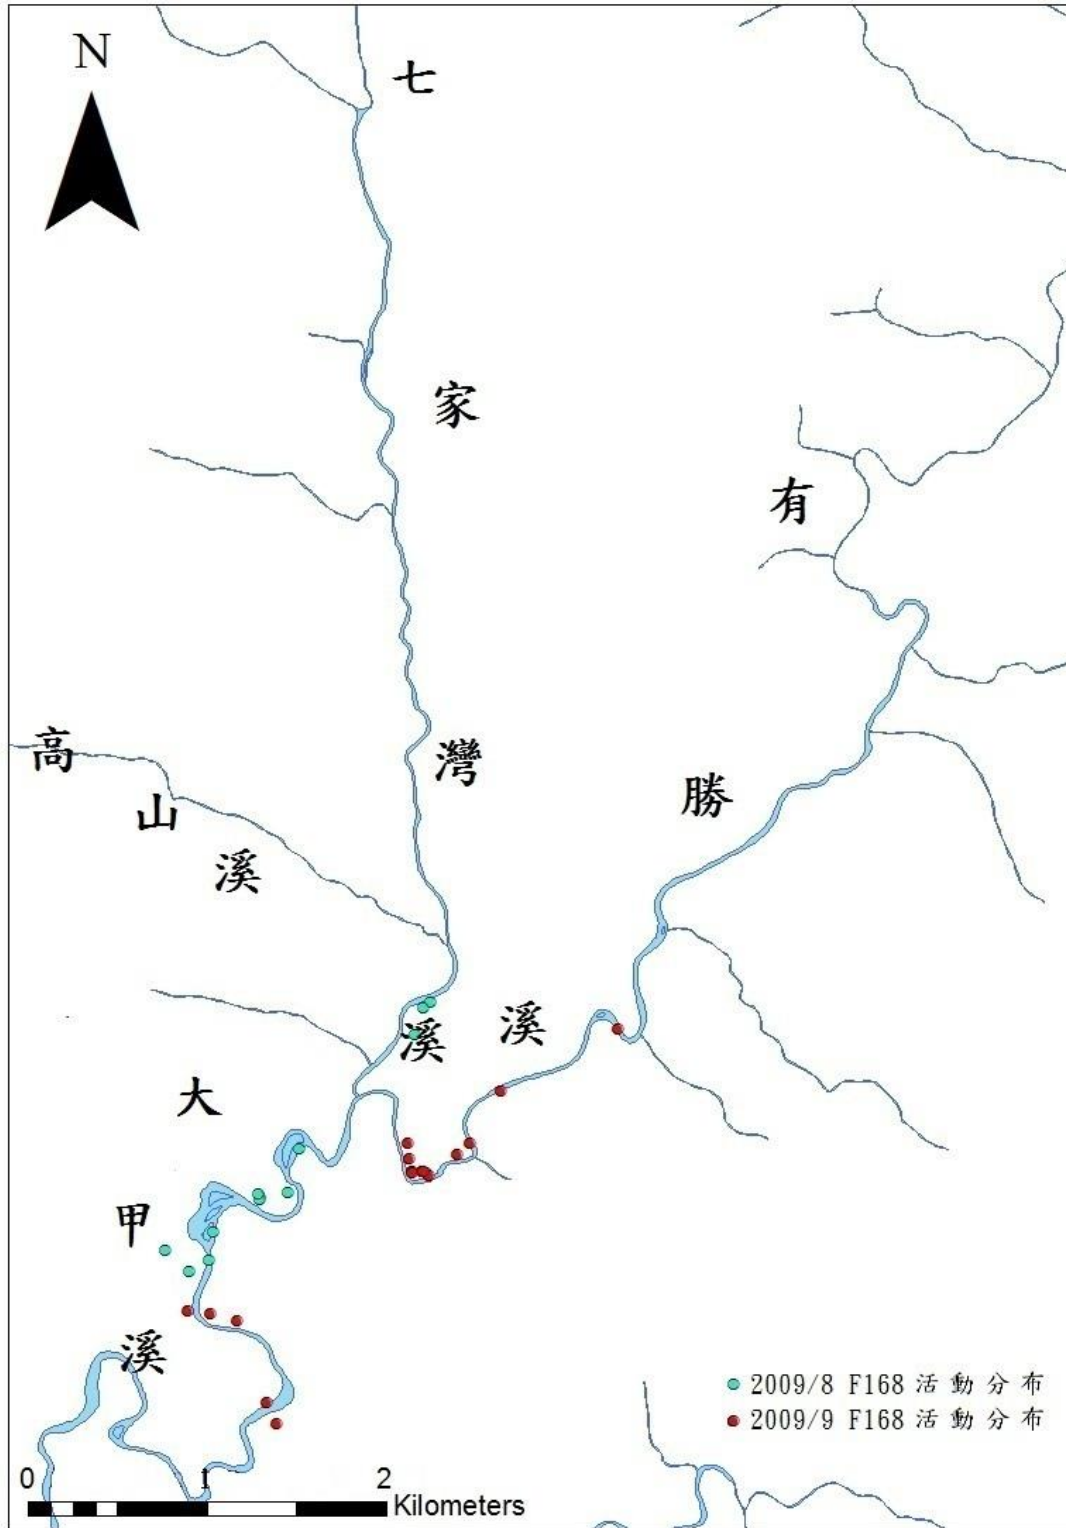 N
七
家
灣
溪
有
勝
溪
高
山
溪
大
甲
溪
2009/8 F168 活動分布
2009/9 F168 活動分布
0 1 2
Kilometers